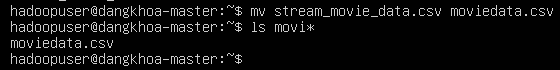 hadoopuser@dangkhoa-master:~$ mv stream_movie_data.csv moviedata.csv
hadoopuser@dangkhoa-master:~$ ls movi*
moviedata.csv
hadoopuser@dangkhoa-master:~$